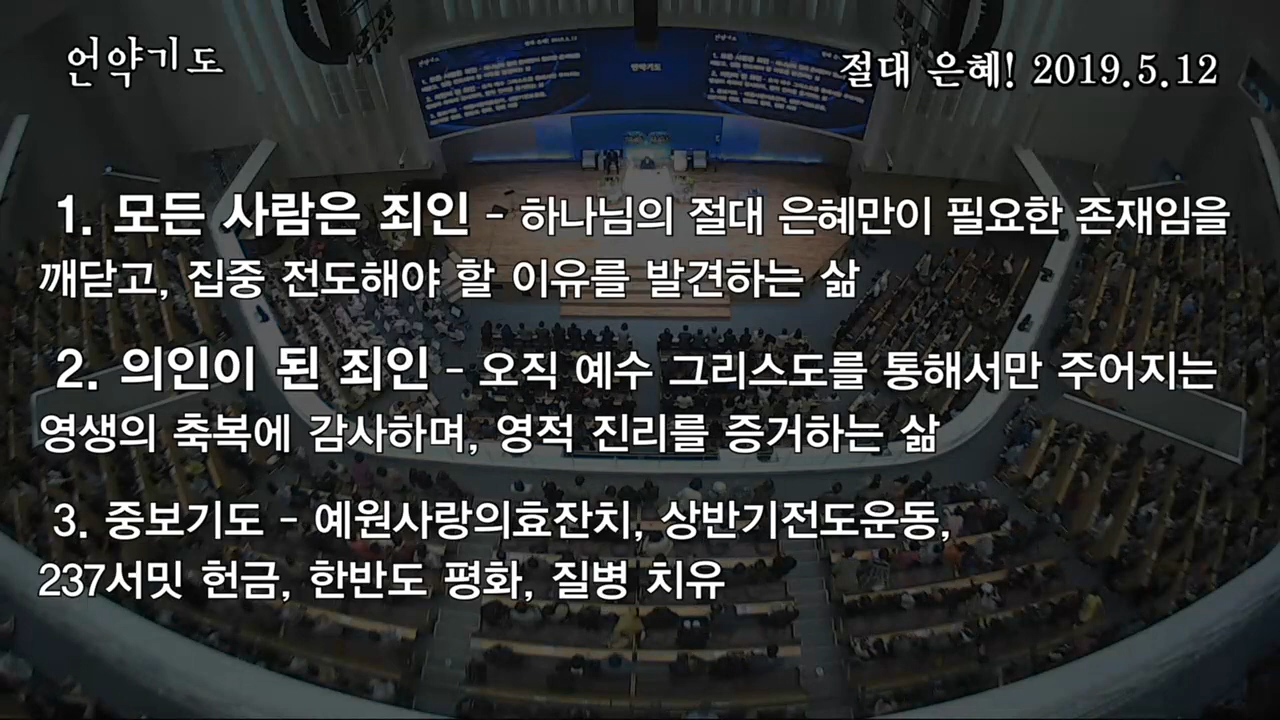 언약기도
절대 은혜! 2019.5.12
1. 모든 사람은 죄인 - 하나님의 절대 은혜만이 필요한 존재임을
깨닫고, 집중 전도해야 할 이유를 발견하는 삶
2. 의인이 된 죄인 - 오직 예수 그리스도를 통해서만 주어지는
영생의 축복에 감사하며, 영적 진리를 증거하는 삶
3. 중보기도 - 예원사랑의효잔치, 상반기전도운동,
237서밋 헌금, 한반도 평화, 질병 치유
언약기도